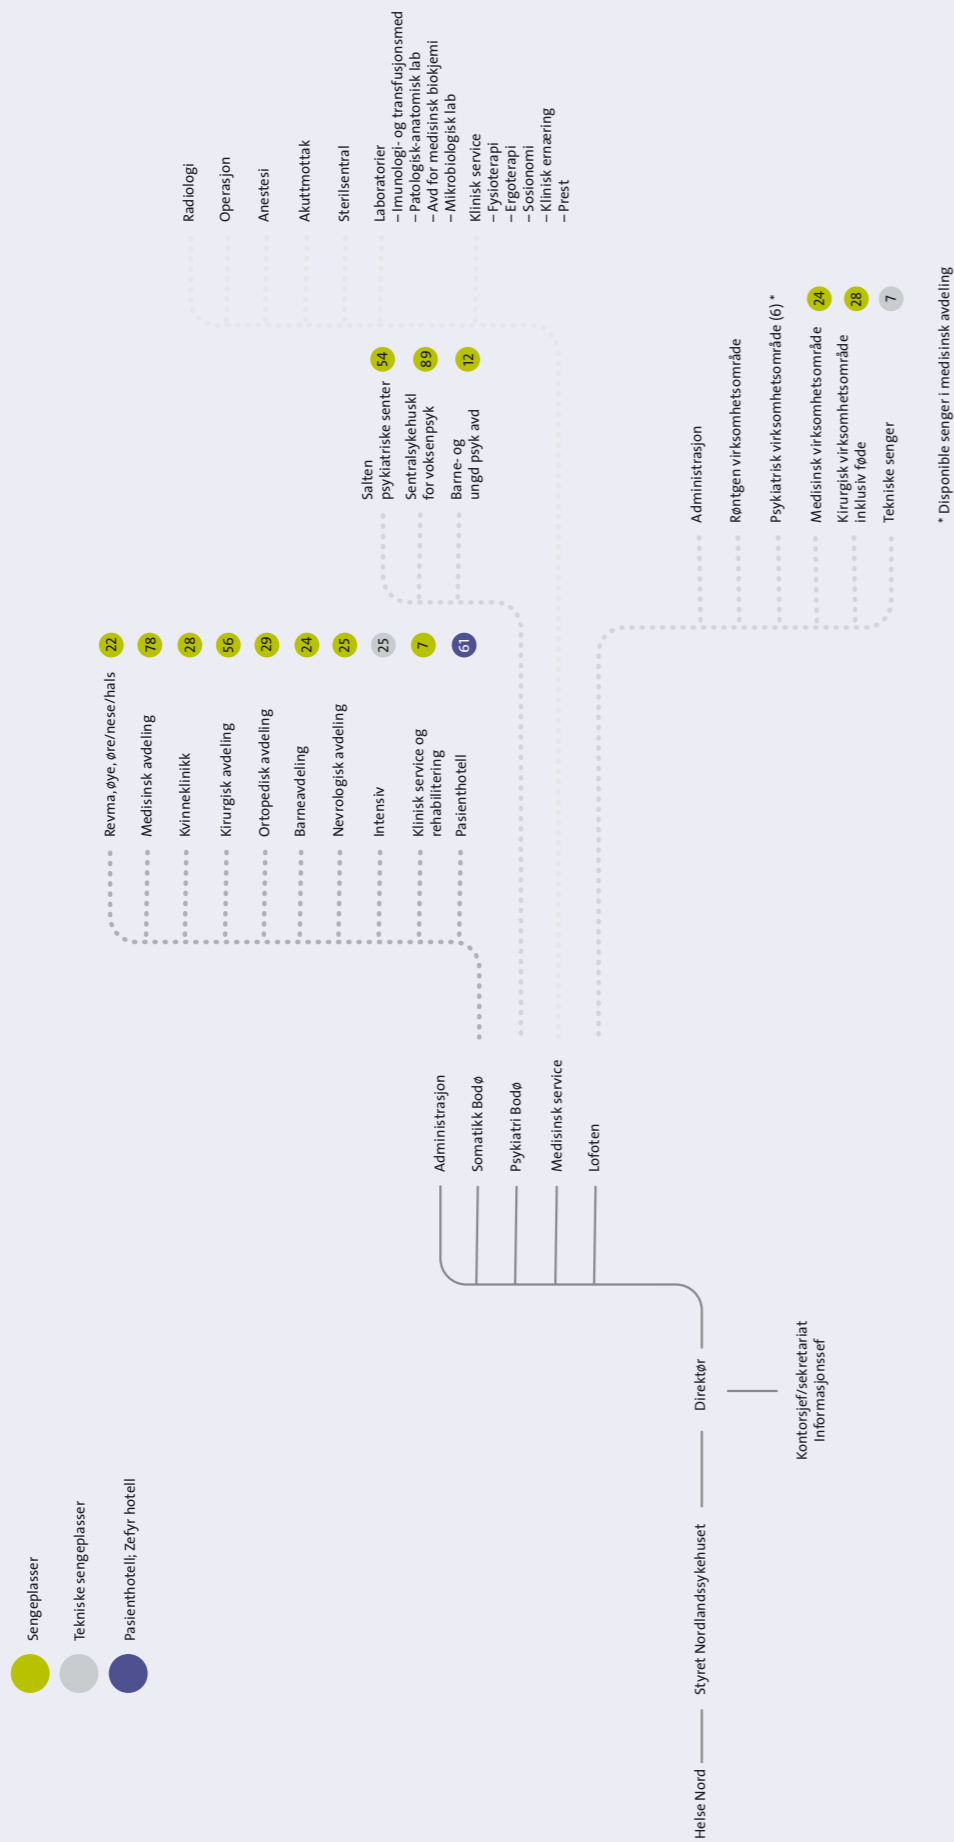 Sengeplasser
Tekniske sengeplasser
Pasienthotell; Zefyr hotell
Helse Nord
Styret Nordlandssykehuset
Direktør
Kontorsjef/sekretariat
Informasjonssef
Administrasjon
Somatikk Bodø
Psykiatri Bodø
Medisinsk service
Lofoten
Revma, øye, øre/nese/hals 22
Medisinsk avdeling 78
Kvinneklinikk 28
Kirurgisk avdeling 56
Ortopedisk avdeling 29
Barneavdeling 24
Nevrologisk avdeling 25
Intensiv 25
Klinisk service og
rehabilitering 7
Pasienthotell 61
Salten
psykiatriske senter 54
Sentralsykehuskl
for voksenpsyk 89
Barne- og
ungd psyk avd 12
Radiologi
Operasjon
Anestesi
Akuttmottak
Sterilsentral
Laboratorier
– Imunologi- og transfusjonsmed
– Patologisk-anatomisk lab
– Avd for medisinsk biokjemi
– Mikrobiologisk lab
Klinisk service
– Fysioterapi
– Ergoterapi
– Sosionomi
– Klinisk ernæring
– Prest
Administrasjon
Røntgen virksomhetsområde
Psykiatrisk virksomhetsområde (6) *
Medisinsk virksomhetsområde 24
Kirurgisk virksomhetsområde
inklusiv føde 28
Tekniske senger 7
* Disponible senger i medisinsk avdeling